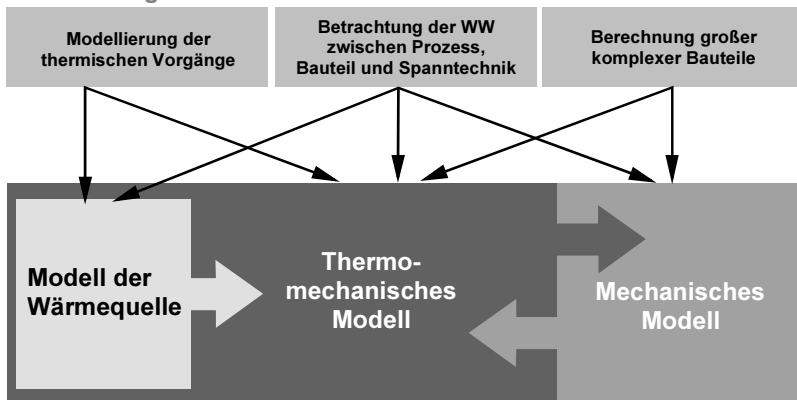 Modellierung der
thermischen Vorgänge
Betrachtung der WW
zwischen Prozess,
Bauteil und Spanntechnik
Berechnung großer
komplexer Bauteile
Modell der
Wärmequelle
Thermo-
mechanisches
Modell
Mechanisches
Modell